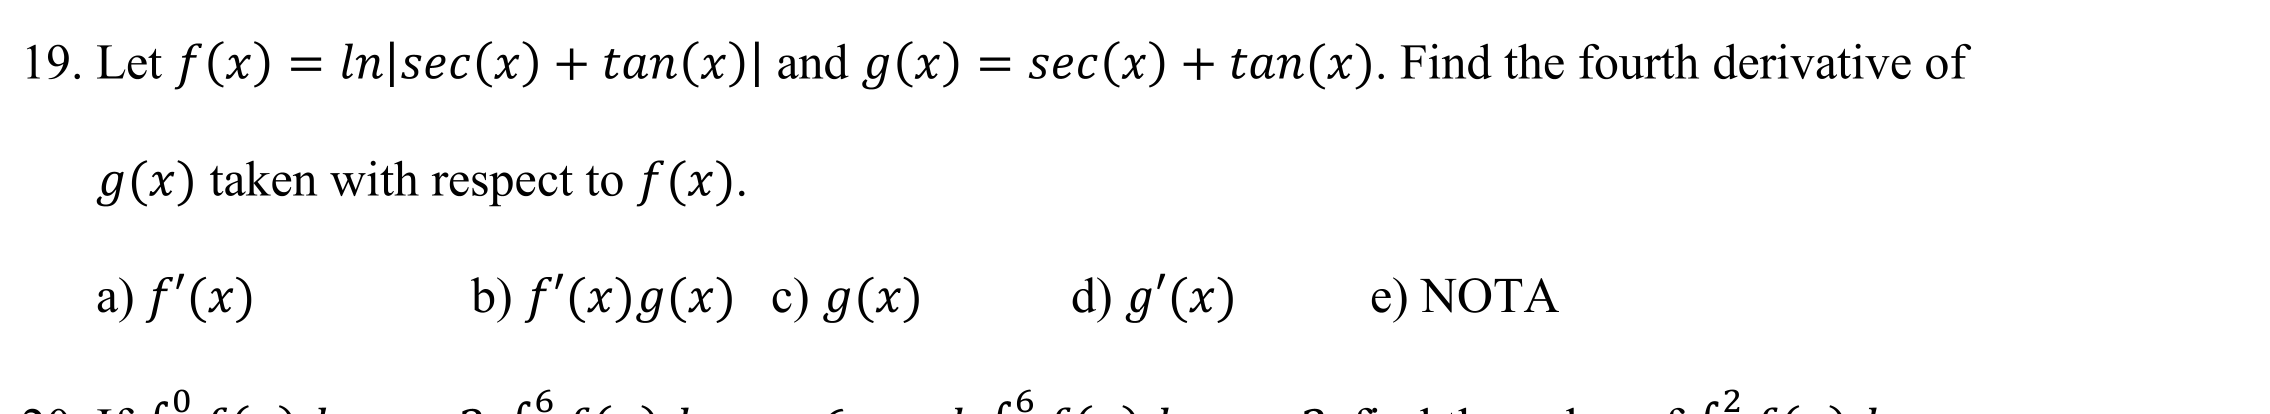 19. Let f(x) = ln|sec(x) + tan(x)| and g(x) = sec(x) + tan(x). Find the fourth derivative of
g(x) taken with respect to f(x).
a) f′(x) b) f′(x)g(x) c) g(x) d) g′(x) e) NOTA